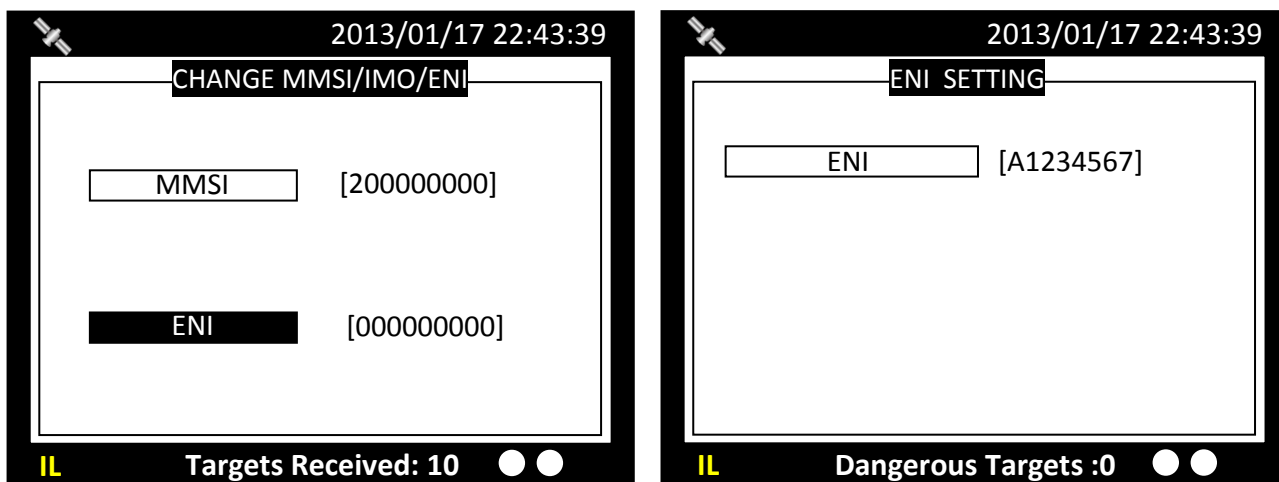 2013/01/17 22:43:39
CHANGE MMSI/IMO/ENI
MMSI [200000000]
ENI [000000000]
IL Targets Received: 10
2013/01/17 22:43:39
ENI SETTING
ENI [A1234567]
IL Dangerous Targets :0